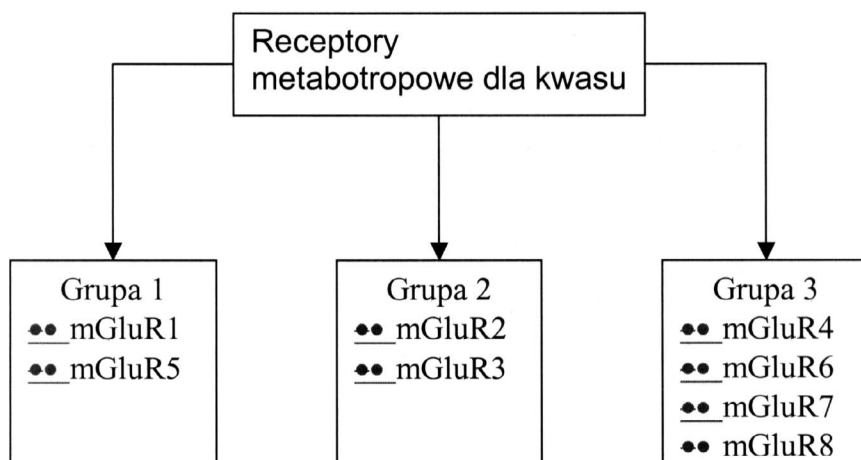 Receptory
metabotropowe dla kwasu
Grupa 1
mGluR1
mGluR5
Grupa 2
mGluR2
mGluR3
Grupa 3
mGluR4
mGluR6
mGluR7
mGluR8